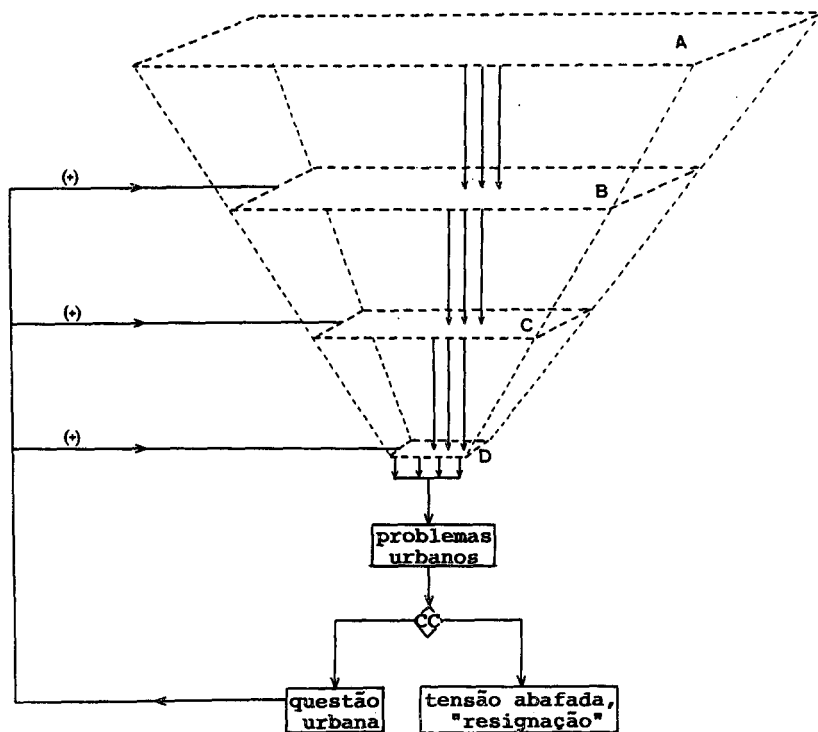 A
(+)
B
(+)
C
(+)
D
problemas
urbanos
CC
questão
urbana
tensão abafada,
"resignação"